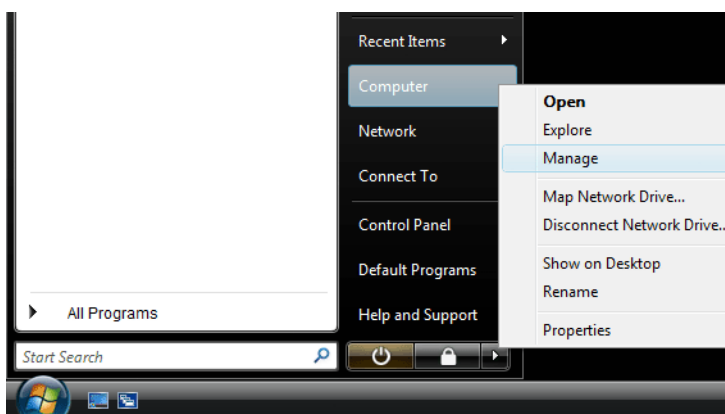 Recent Items
Computer
Network
Connect To
Control Panel
Default Programs
Help and Support
All Programs
Start Search
Open
Explore
Manage
Map Network Drive...
Disconnect Network Drive..
Show on Desktop
Rename
Properties